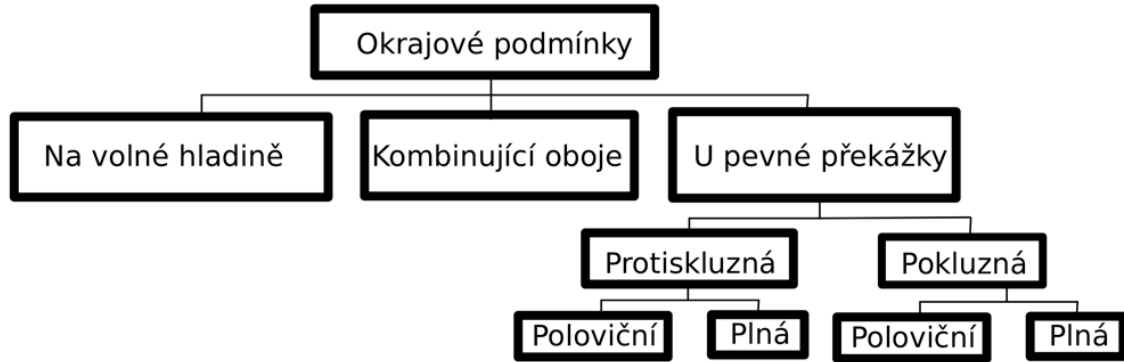 Okrajové podmínky
Na volné hladině
Kombinující oboje
U pevné překážky
Protiskluzná
Pokluzná
Poloviční
Plná
Poloviční
Plná